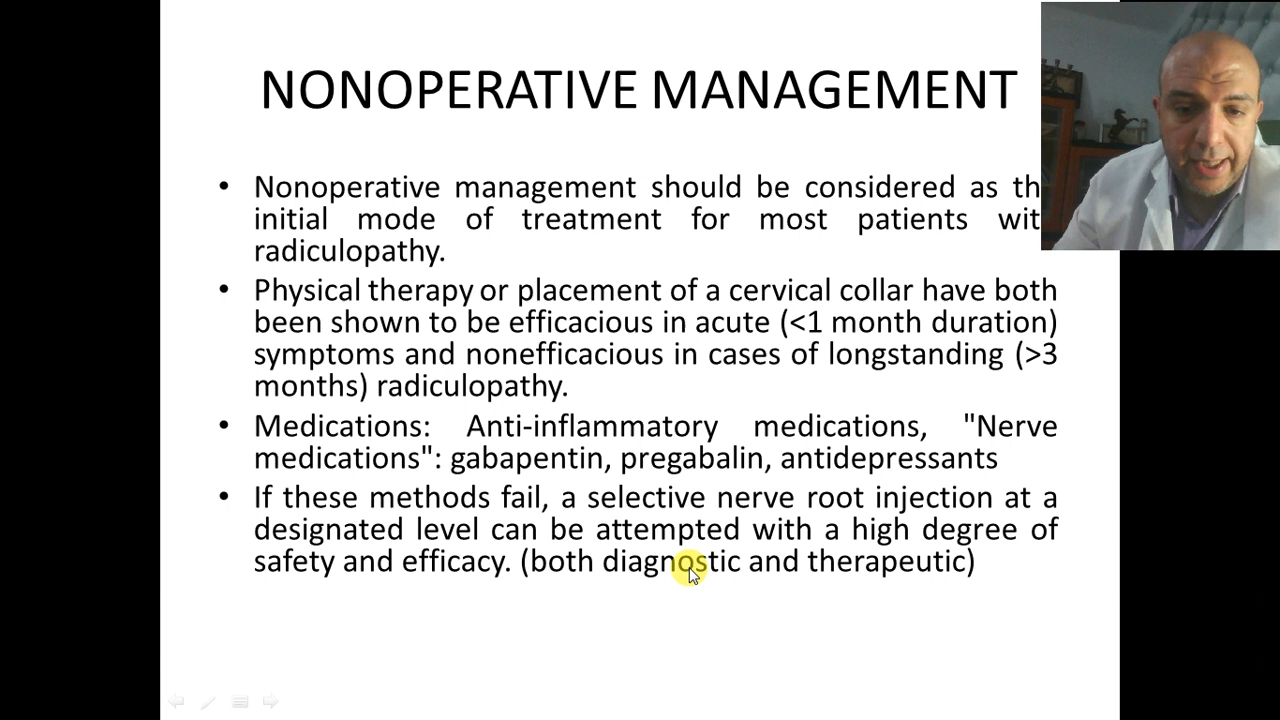 NONOPERATIVE MANAGEMENT
• Nonoperative management should be considered as th
initial mode of treatment for most patients wit
radiculopathy.
• Physical therapy or placement of a cervical collar have both
been shown to be efficacious in acute (<1 month duration)
symptoms and nonefficacious in cases of longstanding (>3
months) radiculopathy.
• Medications: Anti-inflammatory medications, "Nerve
medications": gabapentin, pregabalin, antidepressants
• If these methods fail, a selective nerve root injection at a
designated level can be attempted with a high degree of
safety and efficacy. (both diagnostic and therapeutic)